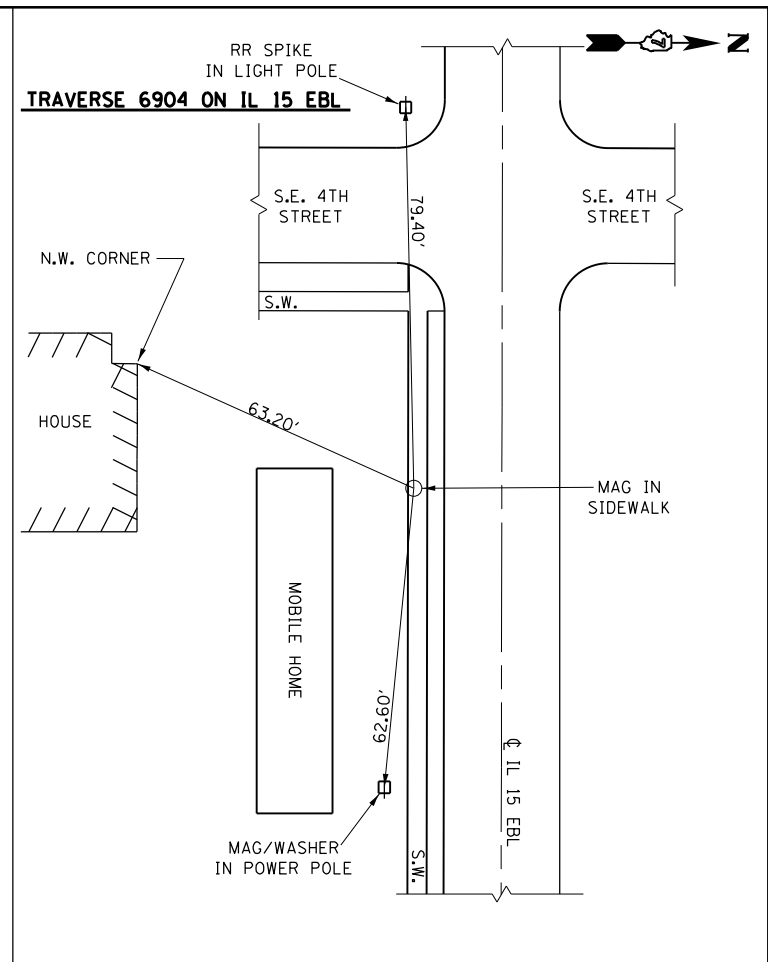 RR SPIKE
IN LIGHT POLE
N
TRAVERSE 6904 ON IL 15 EBL
S.E. 4TH
STREET
S.E. 4TH
STREET
79.40'
N.W. CORNER
S.W.
63.20'
HOUSE
MAG IN
SIDEWALK
MOBILE HOME
62.60'
℄ IL 15 EBL
MAG/WASHER
IN POWER POLE
S.W.